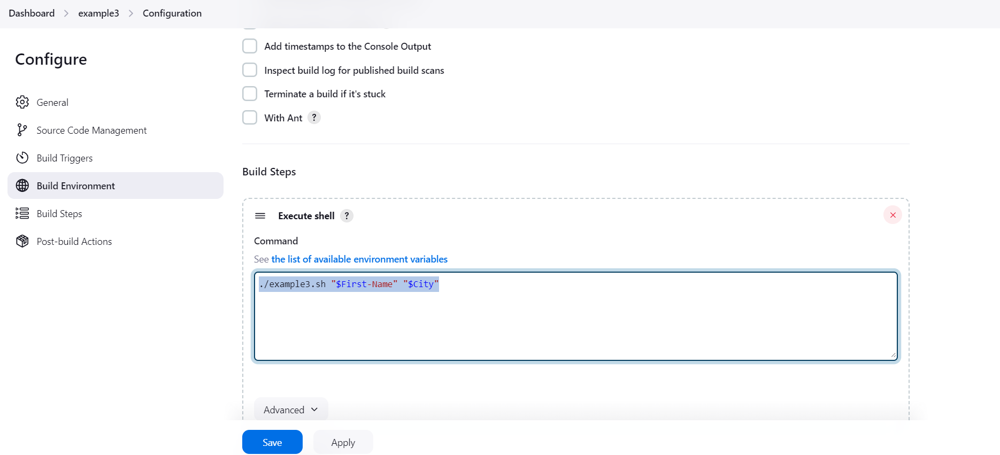 Dashboard > example3 > Configuration
Configure
General
Source Code Management
Build Triggers
Build Environment
Build Steps
Post-build Actions
Add timestamps to the Console Output
Inspect build log for published build scans
Terminate a build if it's stuck
With Ant ?
Build Steps
Execute shell ?
Command
See the list of available environment variables
./example3.sh "$First-Name" "$City"
Advanced
Save Apply